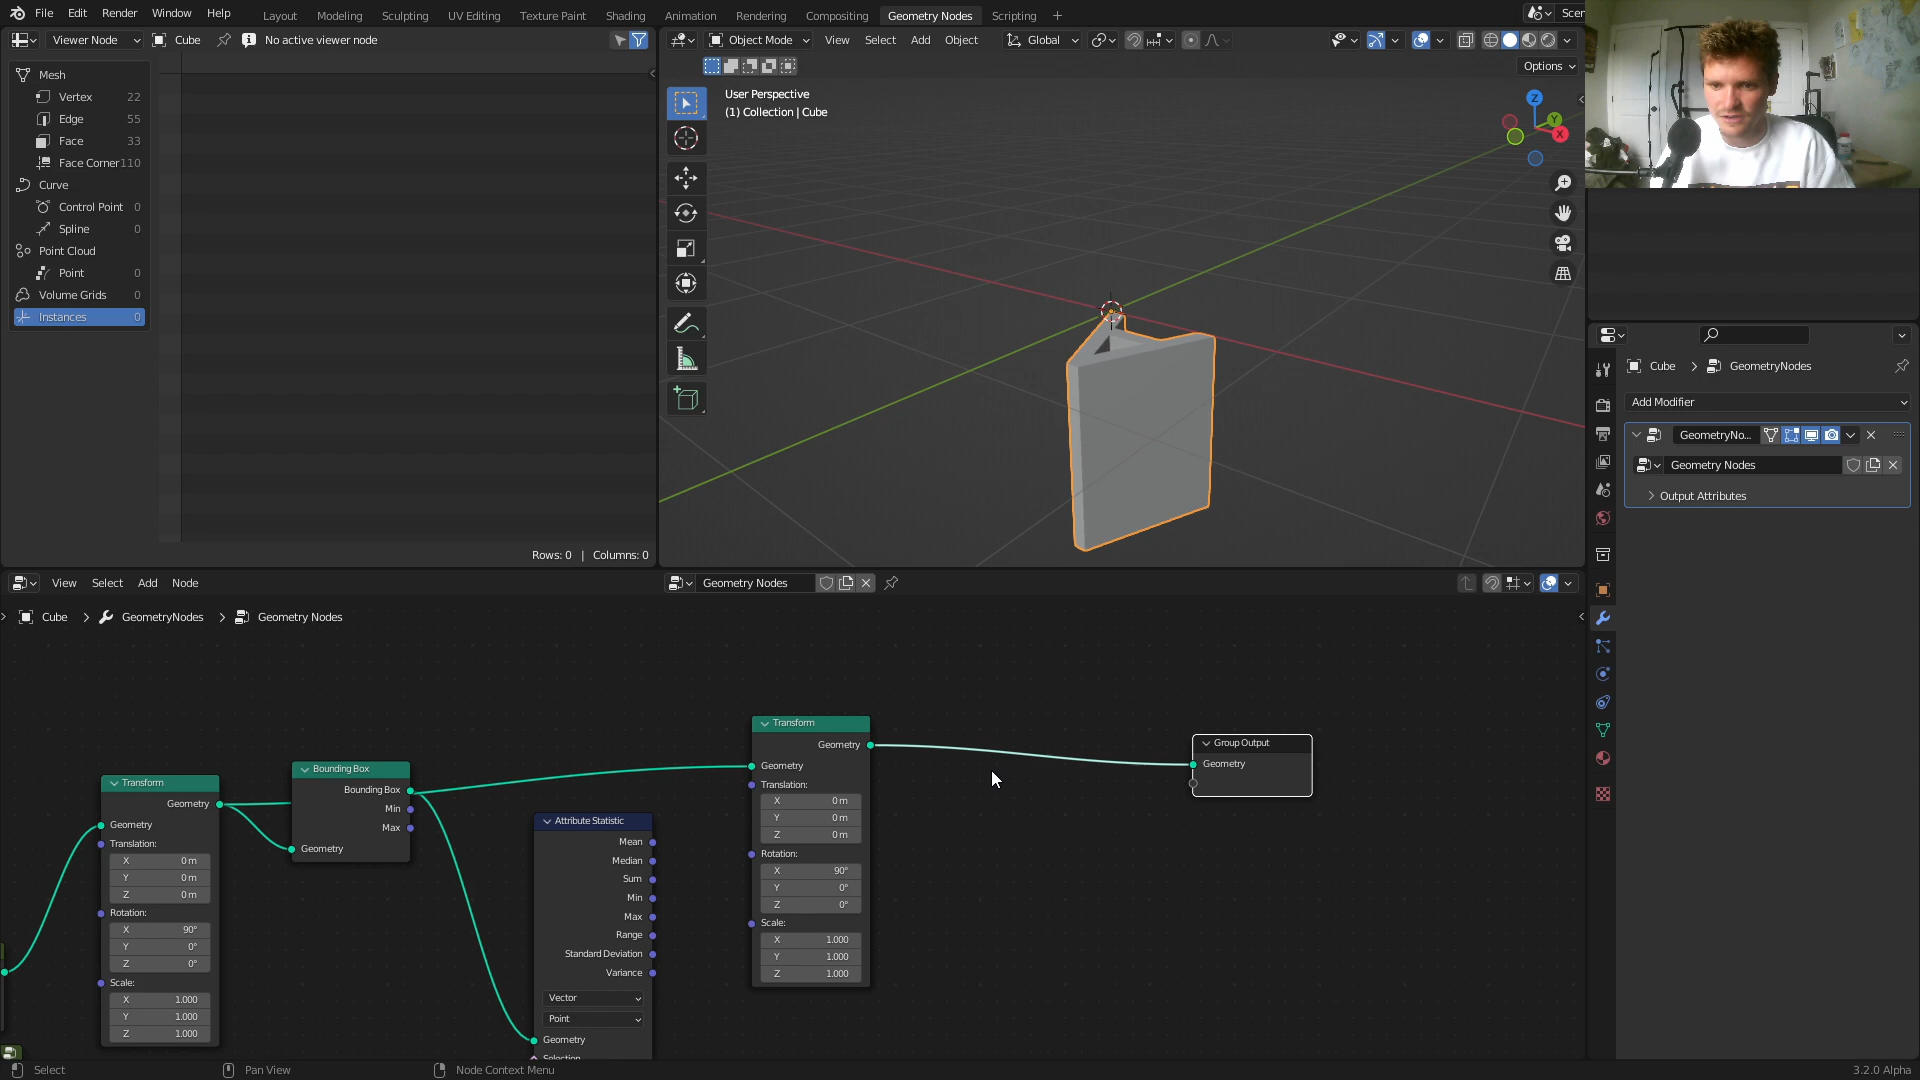 File Edit Render Window Help
Layout Modeling Sculpting UV Editing Texture Paint Shading Animation Rendering Compositing Geometry Nodes Scripting +
Scen
Viewer Node Cube No active viewer node
Object Mode View Select Add Object Global
Options
Mesh
Vertex 22
Edge 55
Face 33
Face Corner 110
Curve
Control Point 0
Spline 0
Point Cloud
Point 0
Volume Grids 0
Instances 0
Rows: 0 | Columns: 0
User Perspective
(1) Collection | Cube
Z
Y
X
Cube > GeometryNodes
Add Modifier
GeometryNo...
Geometry Nodes
Output Attributes
View Select Add Node
Geometry Nodes
Cube > GeometryNodes > Geometry Nodes
Transform
Geometry
Geometry
Translation:
X 0 m
Y 0 m
Z 0 m
Rotation:
X 90°
Y 0°
Z 0°
Scale:
X 1.000
Y 1.000
Z 1.000
Bounding Box
Bounding Box
Min
Max
Geometry
Attribute Statistic
Mean
Median
Sum
Min
Max
Range
Standard Deviation
Variance
Vector
Point
Geometry
Selection
Transform
Geometry
Geometry
Translation:
X 0 m
Y 0 m
Z 0 m
Rotation:
X 90°
Y 0°
Z 0°
Scale:
X 1.000
Y 1.000
Z 1.000
Group Output
Geometry
Select Pan View Node Context Menu
3.2.0 Alpha